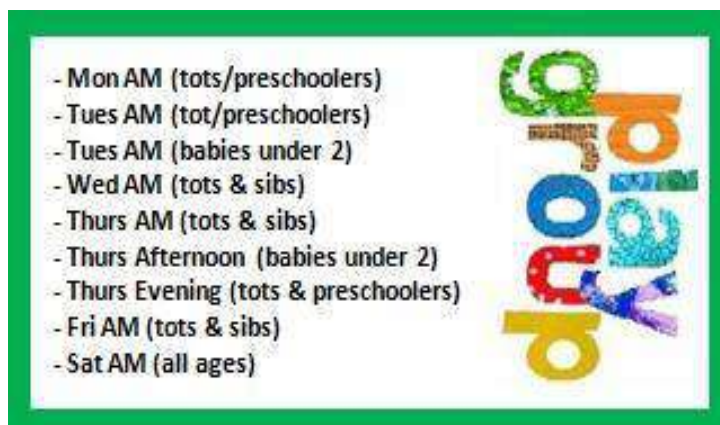 - Mon AM (tots/preschoolers)
- Tues AM (tot/preschoolers)
- Tues AM (babies under 2)
- Wed AM (tots & sibs)
- Thurs AM (tots & sibs)
- Thurs Afternoon (babies under 2)
- Thurs Evening (tots & preschoolers)
- Fri AM (tots & sibs)
- Sat AM (all ages)
play
group